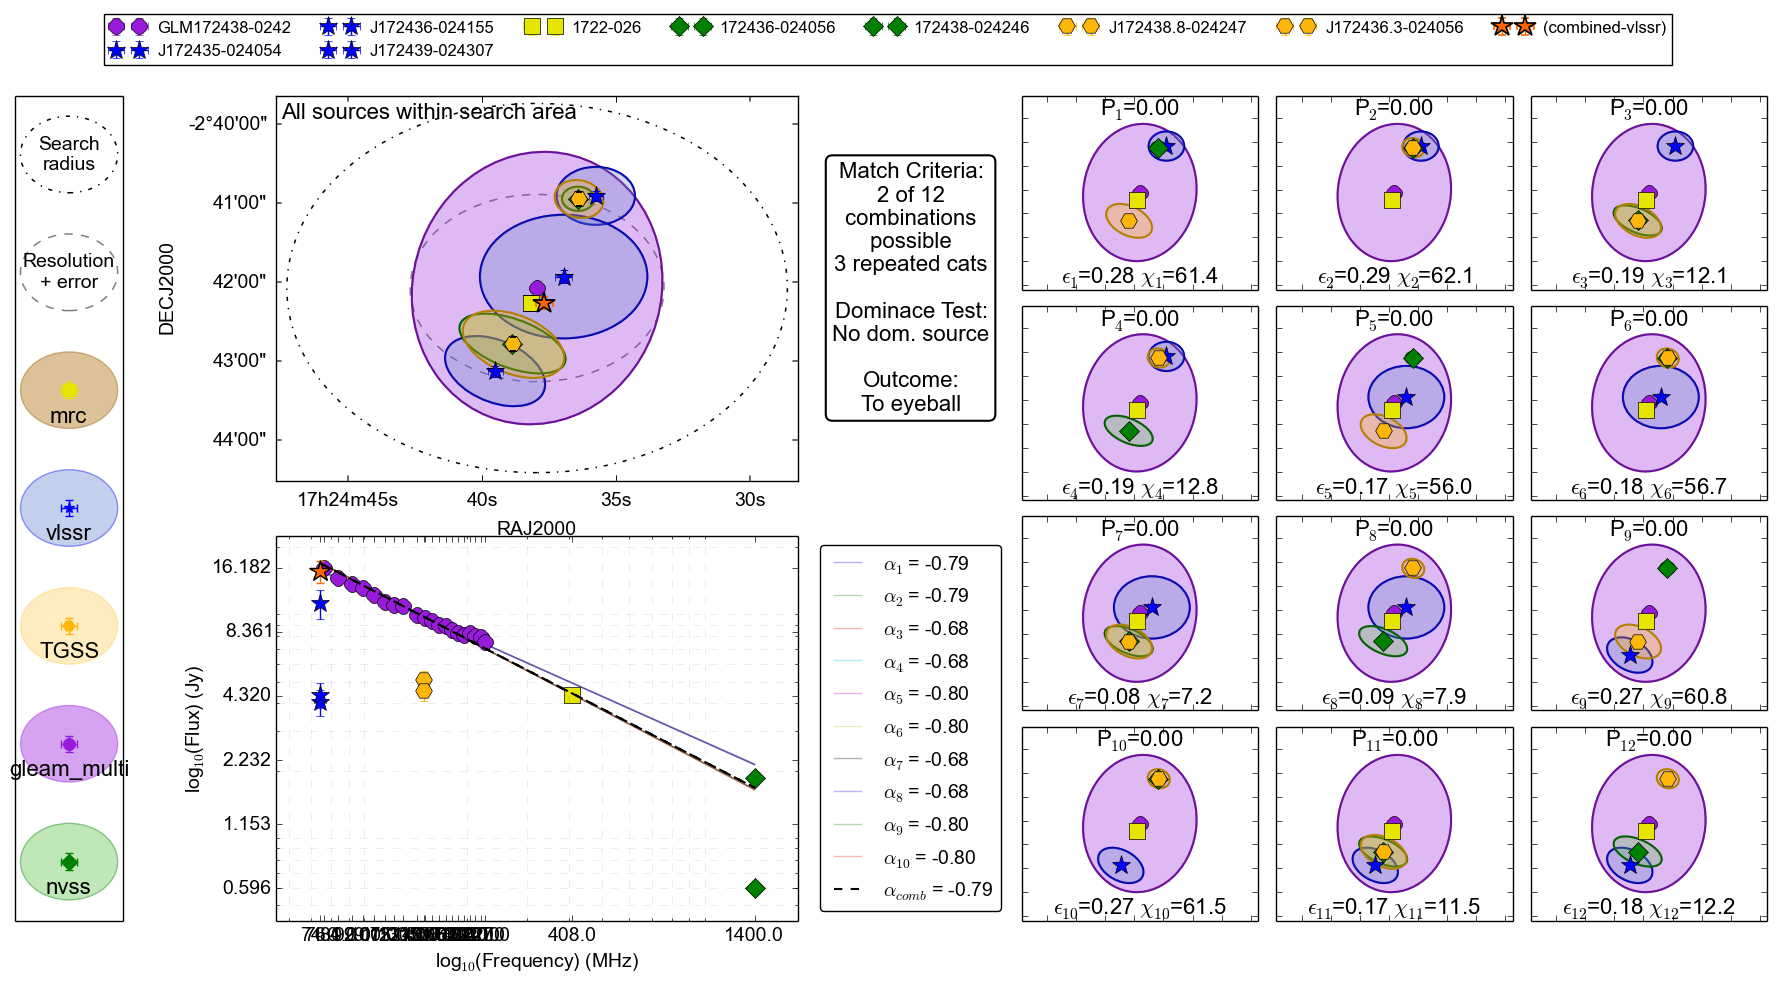 GLM172438-0242 J172436-024155 1722-026 172436-024056 172438-024246 J172438.8-024247 J172436.3-024056 (combined-vlssr)
J172435-024054 J172439-024307
Search
radius
Resolution
+ error
mrc
vlssr
TGSS
gleam_multi
nvss
All sources within search area
-2°40'00"
41'00"
42'00"
43'00"
44'00"
DECJ2000
17h24m45s 40s 35s 30s
RAJ2000
Match Criteria:
2 of 12
combinations
possible
3 repeated cats
Dominace Test:
No dom. source
Outcome:
To eyeball
16.182
8.361
4.320
2.232
1.153
0.596
log10(Flux) (Jy)
408.0 1400.0
log10(Frequency) (MHz)
α1 = -0.79
α2 = -0.79
α3 = -0.68
α4 = -0.68
α5 = -0.80
α6 = -0.80
α7 = -0.68
α8 = -0.68
α9 = -0.80
α10 = -0.80
αcomb = -0.79
P1=0.00
ϵ1=0.28 χ1=61.4
P2=0.00
ϵ2=0.29 χ2=62.1
P3=0.00
ϵ3=0.19 χ3=12.1
P4=0.00
ϵ4=0.19 χ4=12.8
P5=0.00
ϵ5=0.17 χ5=56.0
P6=0.00
ϵ6=0.18 χ6=56.7
P7=0.00
ϵ7=0.08 χ7=7.2
P8=0.00
ϵ8=0.09 χ8=7.9
P9=0.00
ϵ9=0.27 χ9=60.8
P10=0.00
ϵ10=0.27 χ10=61.5
P11=0.00
ϵ11=0.17 χ11=11.5
P12=0.00
ϵ12=0.18 χ12=12.2